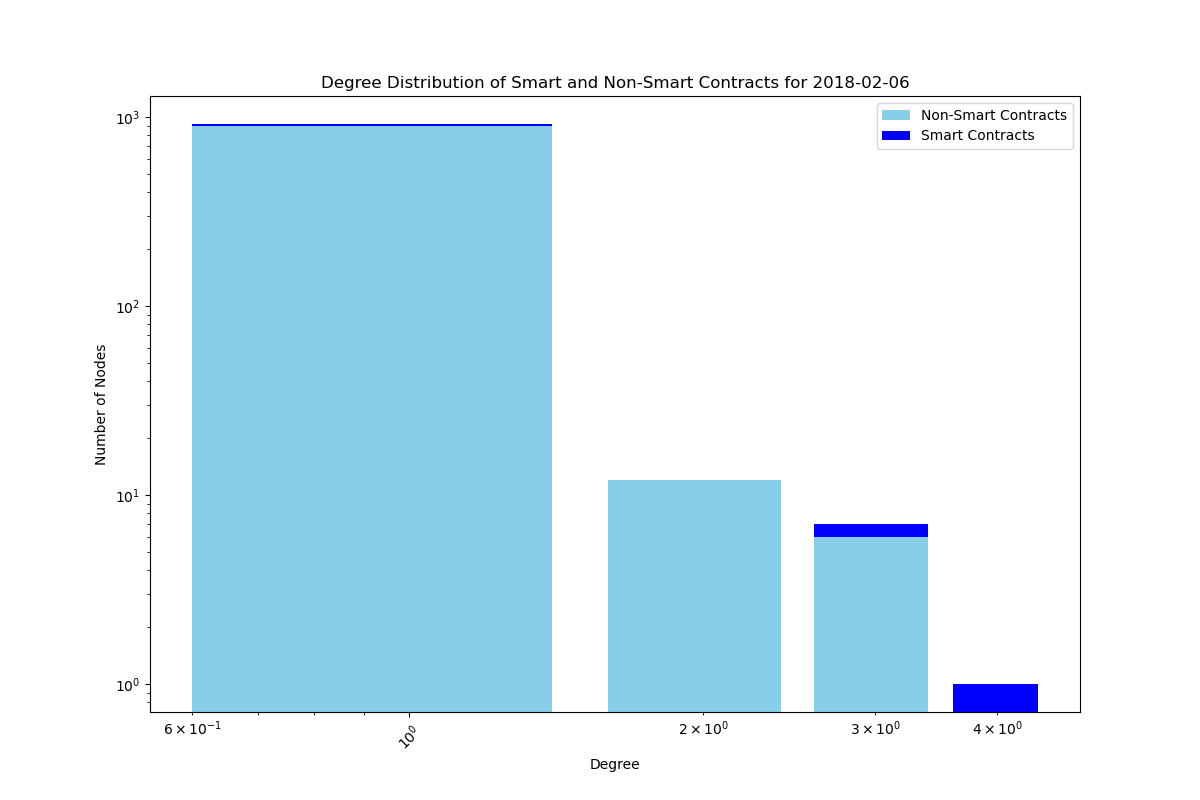 Degree Distribution of Smart and Non-Smart Contracts for 2018-02-06
Non-Smart Contracts
Smart Contracts
Number of Nodes
10³
10²
10¹
10⁰
6 × 10⁻¹
10⁰
2 × 10⁰
3 × 10⁰
4 × 10⁰
Degree